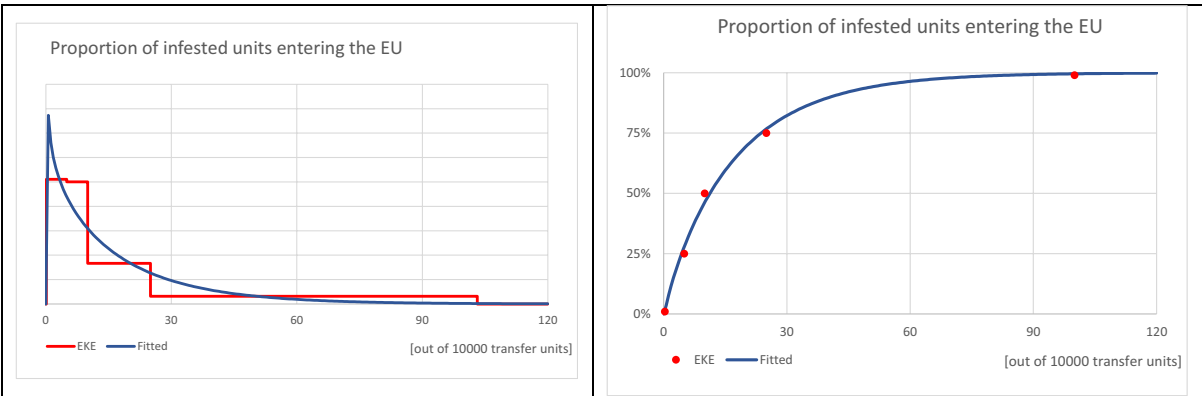 Proportion of infested units entering the EU
0 30 60 90 120
EKE Fitted
[out of 10000 transfer units]
Proportion of infested units entering the EU
100%
75%
50%
25%
0%
0 30 60 90 120
EKE Fitted
[out of 10000 transfer units]